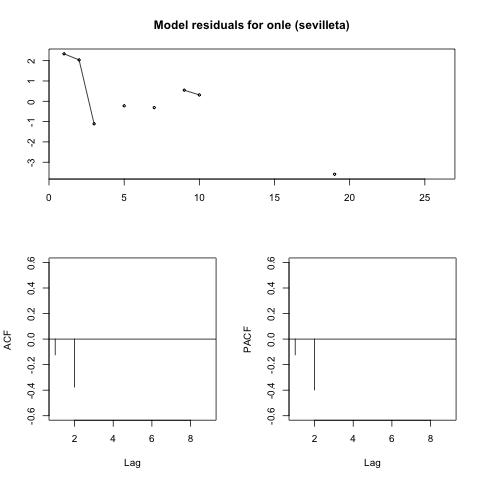 Model residuals for onle (sevilleta)
2
1
0
-1
-2
-3
0 5 10 15 20 25
0.6 0.6
0.4 0.4
0.2 0.2
0.0 0.0
-0.2 -0.2
-0.4 -0.4
-0.6 -0.6
ACF PACF
2 4 6 8 2 4 6 8
Lag Lag